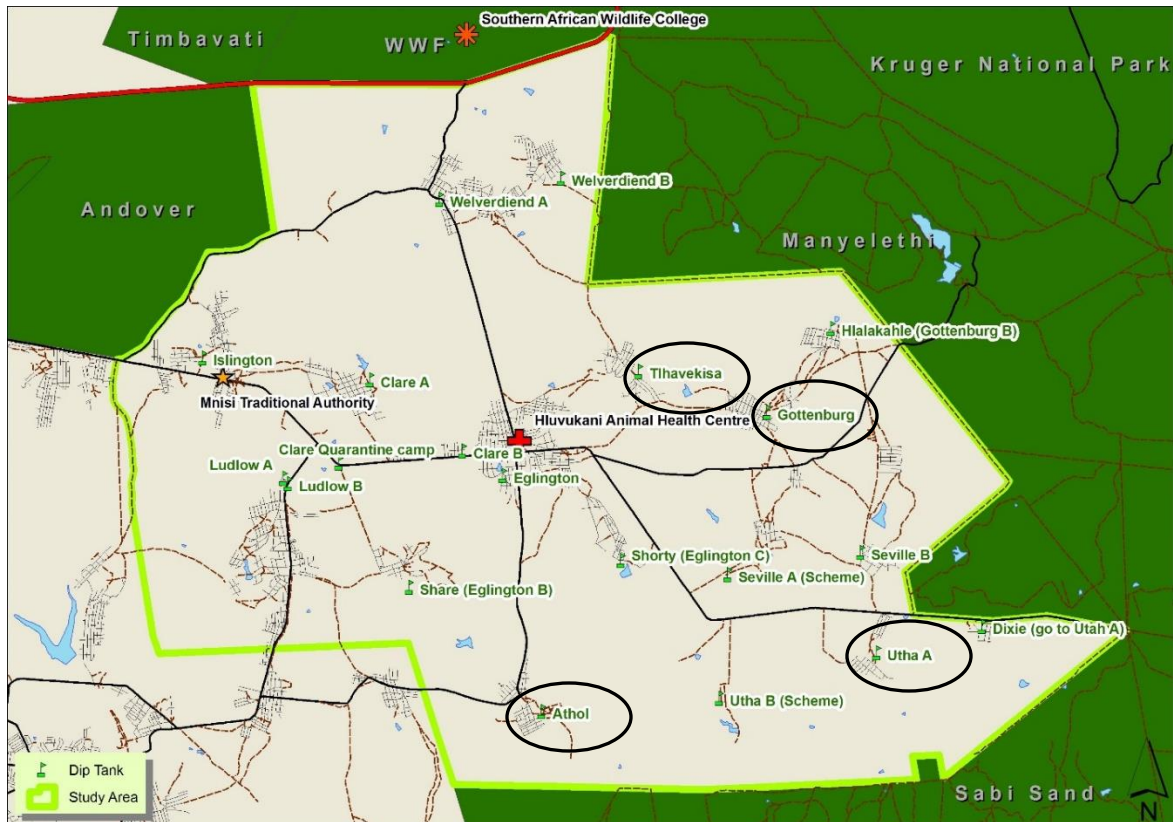 Southern African Wildlife College
Timbavati
WWF
Kruger National Park
Welverdiend B
Andover
Welverdiend A
Manyelethi
Hlalakahle (Gottenburg B)
Islington
Tlhavekisa
Clare A
Mnisi Traditional Authority
Gottenburg
Hluvukani Animal Health Centre
Clare Quarantine camp
Clare B
Ludlow A
Eglington
Ludlow B
Shorty (Eglington C)
Seville B
Seville A (Scheme)
Share (Eglington B)
Dixie (go to Utah A)
Utha A
Utha B (Scheme)
Athol
Dip Tank
Study Area
Sabi Sand
N